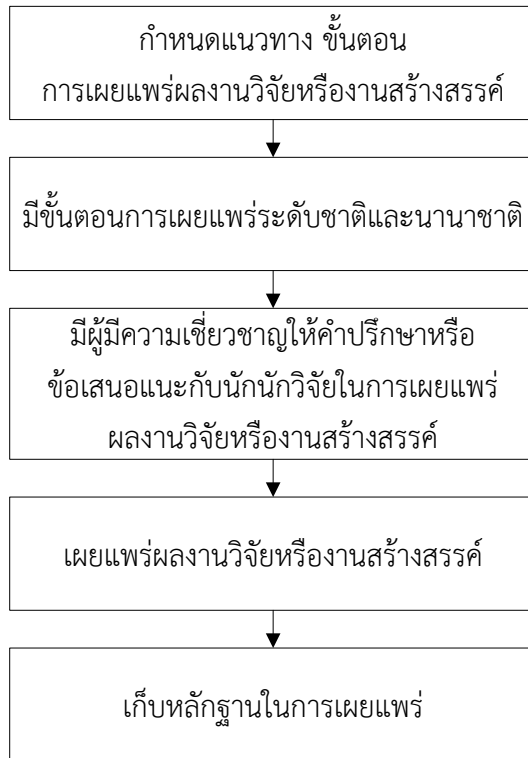 กำหนดแนวทาง ขั้นตอน
การเผยแพร่ผลงานวิจัยหรืองานสร้างสรรค์
มีขั้นตอนการเผยแพร่ระดับชาติและนานาชาติ
มีผู้มีความเชี่ยวชาญให้คำปรึกษาหรือ
ข้อเสนอแนะกับนักนักวิจัยในการเผยแพร่
ผลงานวิจัยหรืองานสร้างสรรค์
เผยแพร่ผลงานวิจัยหรืองานสร้างสรรค์
เก็บหลักฐานในการเผยแพร่